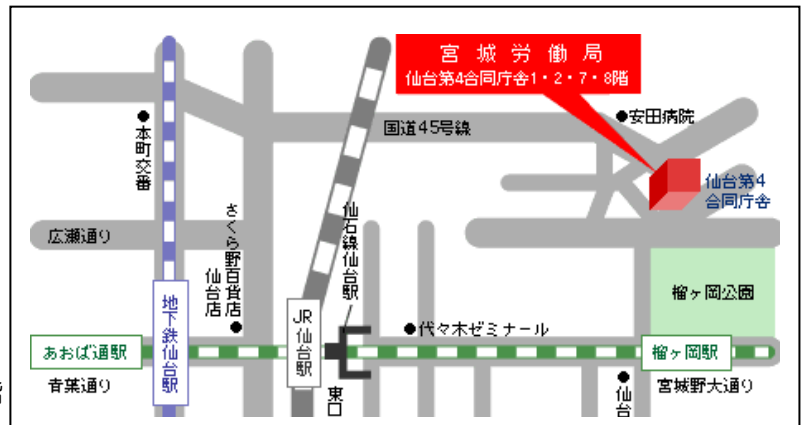 宮城労働局
仙台第4合同庁舎1・2・7・8階
国道45号線
安田病院
本町交番
仙台第4
合同庁舎
広瀬通り
さくら野百貨店
仙台店
仙石線仙台駅
榴ヶ岡公園
地下鉄仙台駅
JR
仙台駅
代々木ゼミナール
あおば通駅
榴ヶ岡駅
青葉通り
東口
仙台
宮城野大通り